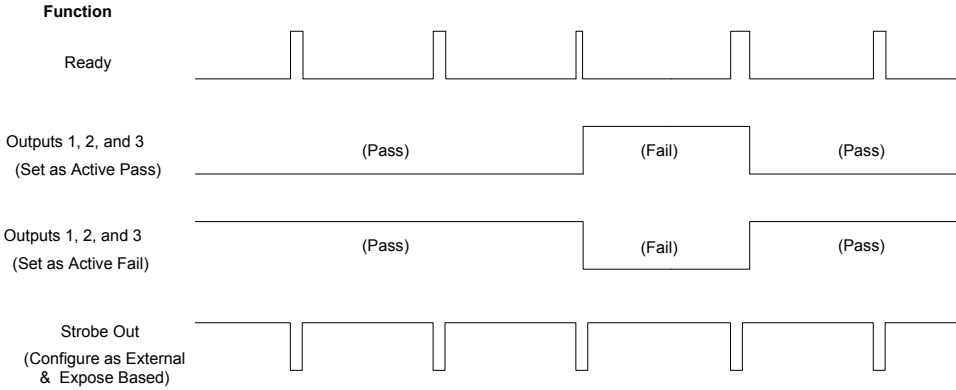 Function
Ready
Outputs 1, 2, and 3
(Set as Active Pass)
(Pass)
(Fail)
(Pass)
Outputs 1, 2, and 3
(Set as Active Fail)
(Pass)
(Fail)
(Pass)
Strobe Out
(Configure as External
& Expose Based)